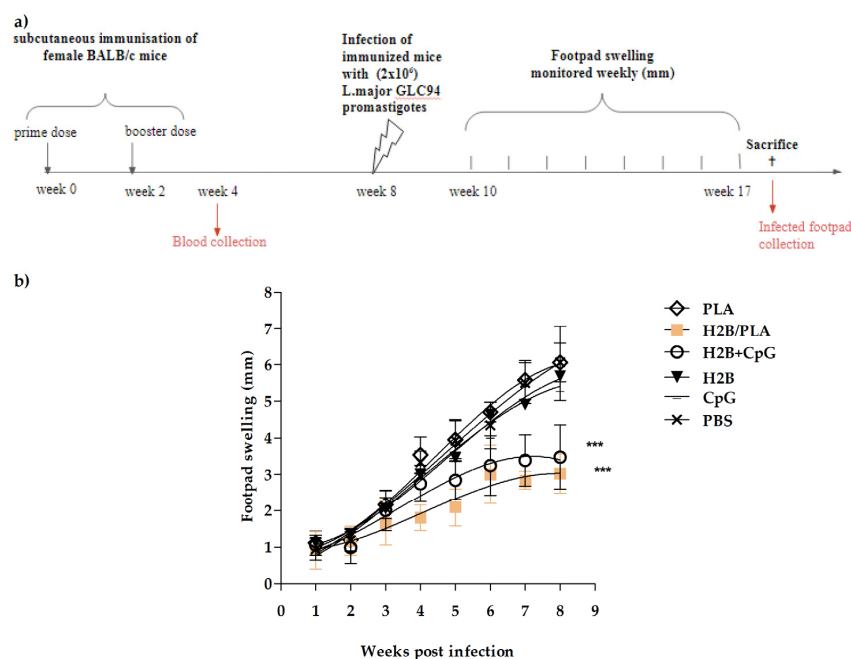 a)
subcutaneous immunisation of
female BALB/c mice
prime dose
booster dose
week 0
week 2
week 4
Blood collection
Infection of
immunized mice
with (2x10⁶)
L.major GLC94
promastigotes
week 8
Footpad swelling
monitored weekly (mm)
week 10
week 17
Sacrifice
Infected footpad
collection
b)
Footpad swelling (mm)
8
7
6
5
4
3
2
1
0
0 1 2 3 4 5 6 7 8 9
Weeks post infection
***
***
PLA
H2B/PLA
H2B+CpG
H2B
CpG
PBS